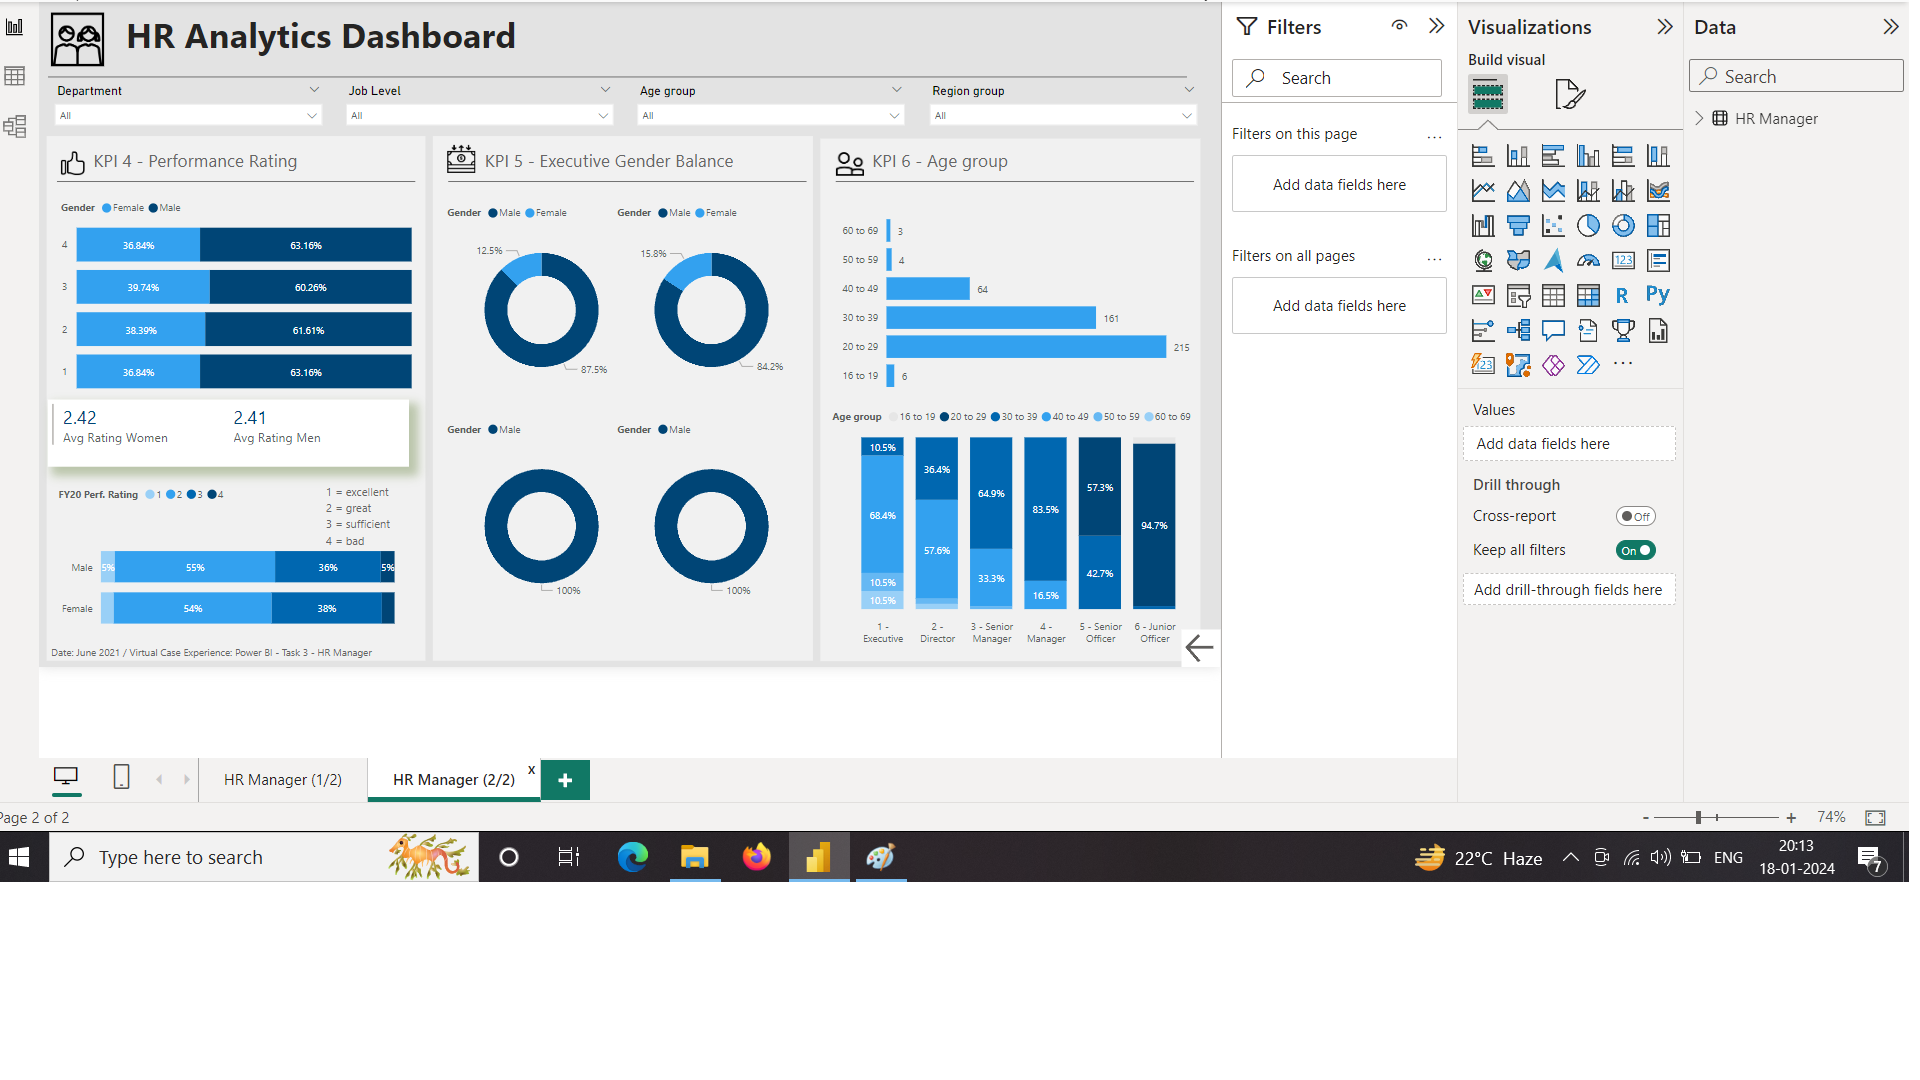 HR Analytics Dashboard
Department
All
Job Level
All
Age group
All
Region group
All
KPI 4 - Performance Rating
Gender Female Male
4 36.84% 63.16%
3 39.74% 60.26%
2 38.39% 61.61%
1 36.84% 63.16%
2.42 2.41
Avg Rating Women Avg Rating Men
FY20 Perf. Rating 1 2 3 4
1 = excellent
2 = great
3 = sufficient
4 = bad
Male 5% 55% 36% 5%
Female 54% 38%
Date: June 2021 / Virtual Case Experience: Power BI - Task 3 - HR Manager
KPI 5 - Executive Gender Balance
Gender Male Female
12.5%
87.5%
Gender Male Female
15.8%
84.2%
Gender Male
100%
Gender Male
100%
KPI 6 - Age group
60 to 69 3
50 to 59 4
40 to 49 64
30 to 39 161
20 to 29 215
16 to 19 6
Age group 16 to 19 20 to 29 30 to 39 40 to 49 50 to 59 60 to 69
10.5%
68.4%
10.5%
10.5%
1 -
Executive
36.4%
57.6%
2 -
Director
64.9%
33.3%
3 - Senior
Manager
83.5%
16.5%
4 -
Manager
57.3%
42.7%
5 - Senior
Officer
94.7%
6 - Junior
Officer
Filters
Search
Filters on this page ...
Add data fields here
Filters on all pages ...
Add data fields here
Visualizations
Build visual
123
R Py
123
...
Values
Add data fields here
Drill through
Cross-report Off
Keep all filters On
Add drill-through fields here
Data
Search
HR Manager
HR Manager (1/2)
HR Manager (2/2) x
+
Page 2 of 2
- + 74%
Type here to search
22°C Haze
ENG
20:13
18-01-2024
7